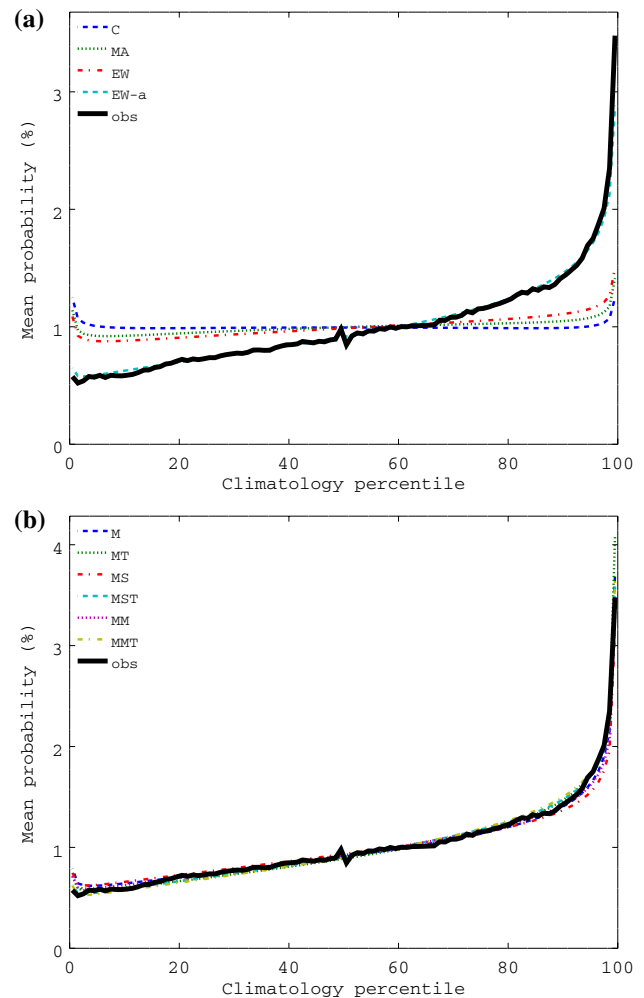 (a)
C
MA
EW
EW-a
obs
3
2
1
0
Mean probability (%)
0 20 40 60 80 100
Climatology percentile
(b)
M
MT
MS
MST
MM
MMT
obs
4
3
2
1
0
Mean probability (%)
0 20 40 60 80 100
Climatology percentile